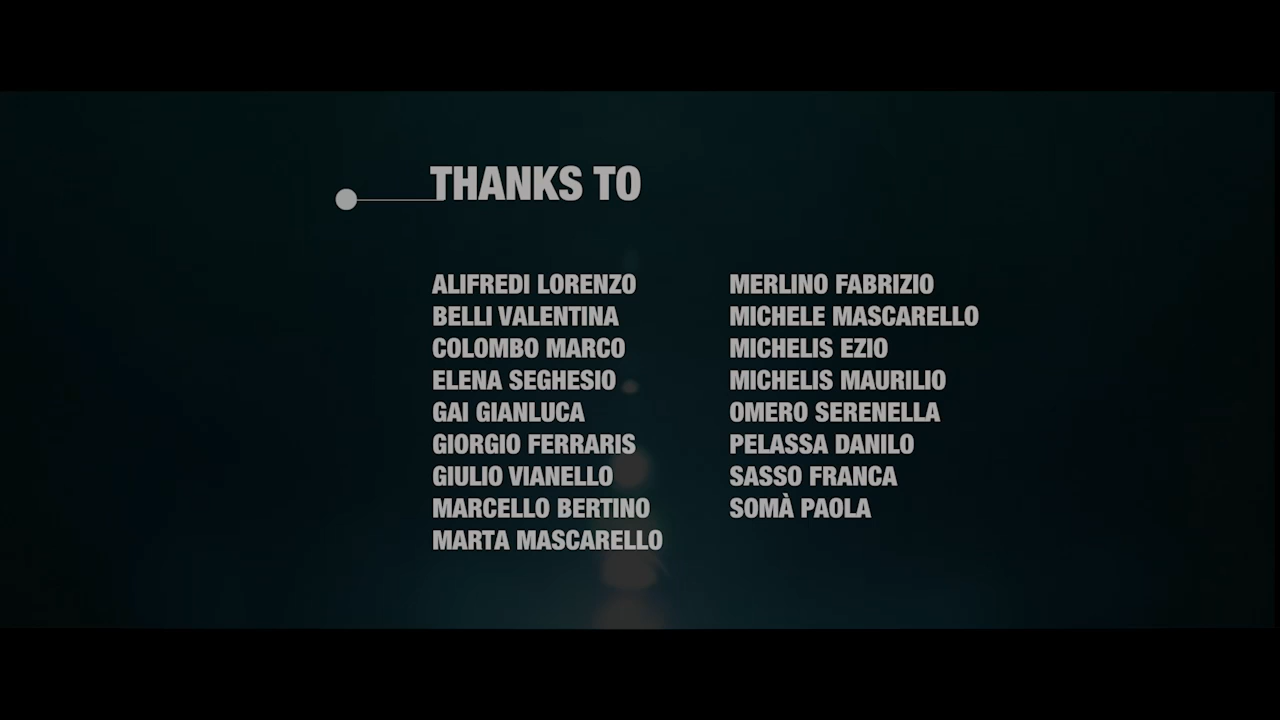 THANKS TO
ALIFREDI LORENZO
BELLI VALENTINA
COLOMBO MARCO
ELENA SEGHESIO
GAI GIANLUCA
GIORGIO FERRARIS
GIULIO VIANELLO
MARCELLO BERTINO
MARTA MASCARELLO
MERLINO FABRIZIO
MICHELE MASCARELLO
MICHELIS EZIO
MICHELIS MAURILIO
OMERO SERENELLA
PELASSA DANILO
SASSO FRANCA
SOMÀ PAOLA